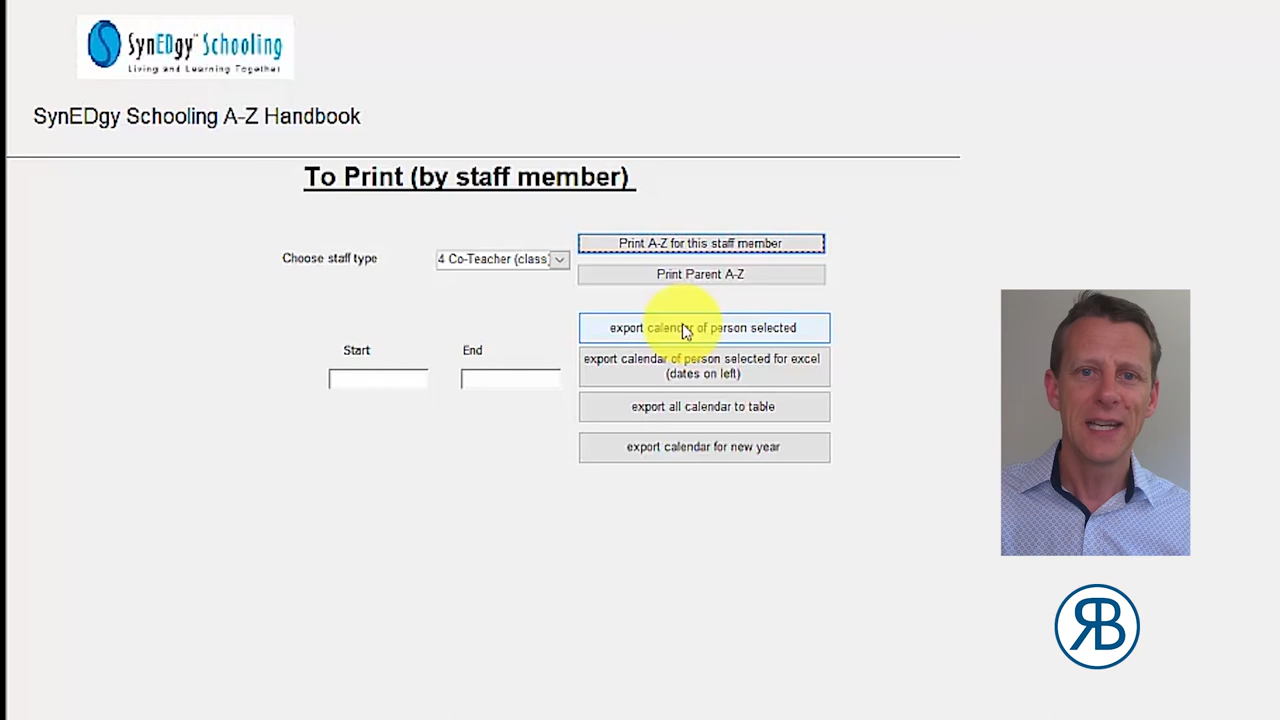 SynEDgy™ Schooling
Living and Learning Together
SynEDgy Schooling A-Z Handbook
To Print (by staff member)
Choose staff type
4 Co-Teacher (class)
Print A-Z for this staff member
Print Parent A-Z
export calendar of person selected
Start
End
export calendar of person selected for excel
(dates on left)
export all calendar to table
export calendar for new year
RB